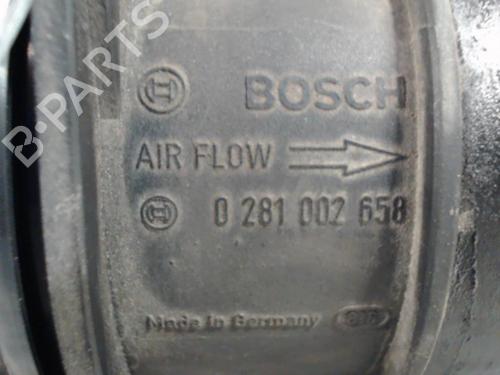 B-PARTS
BOSCH
AIR FLOW
0 281 002 658
Made in Germany